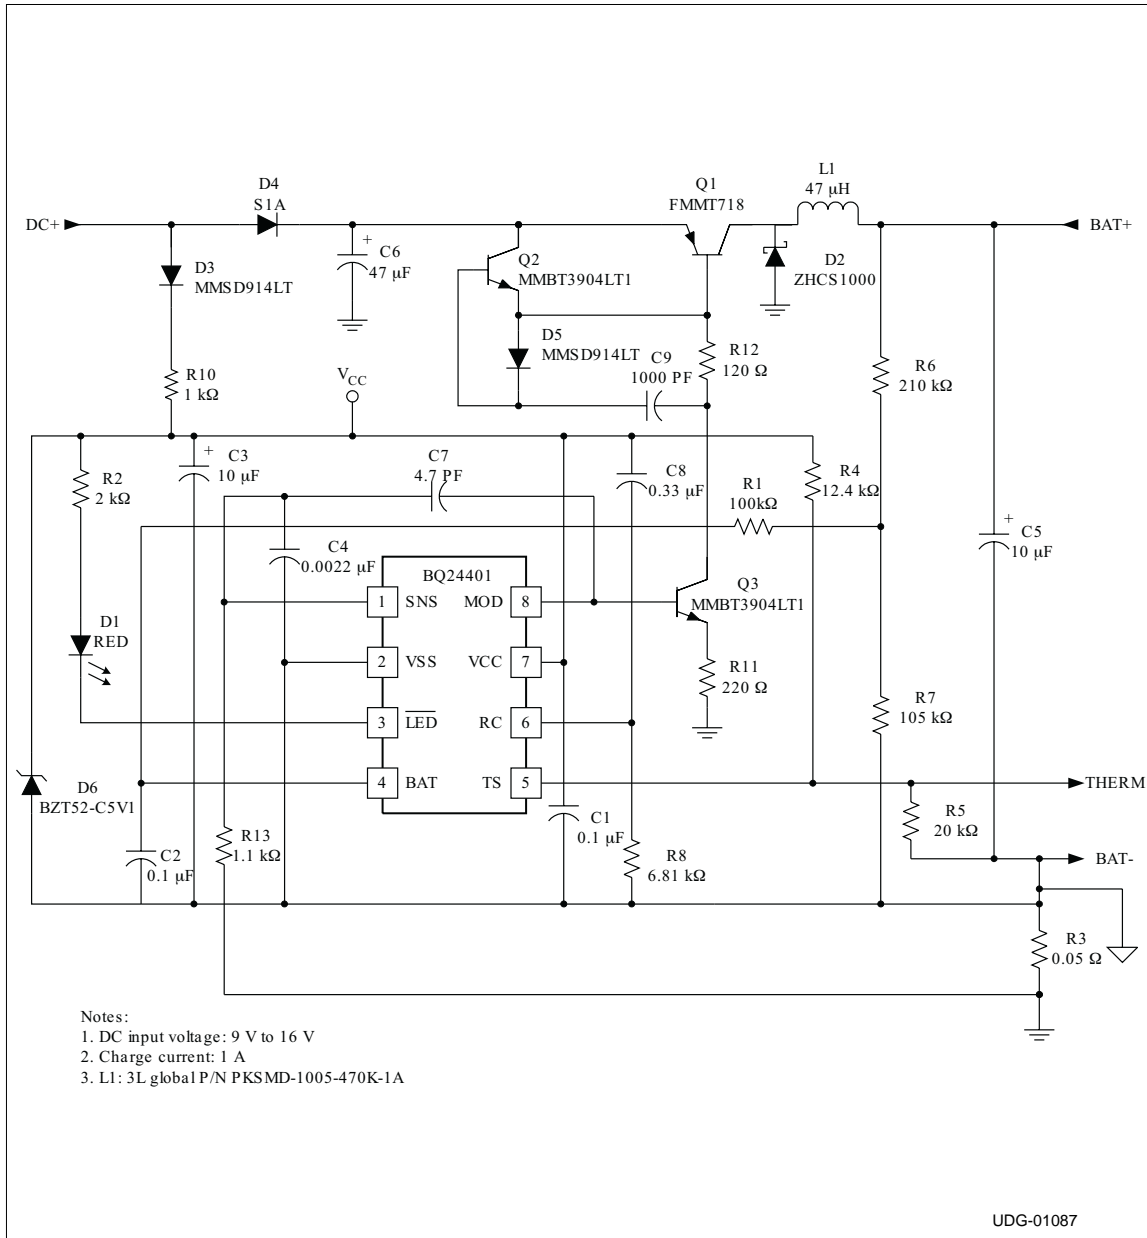 L1
47 µH
D4
S1A
Q1
FMMT718
DC+
BAT+
C6
47 µF
+
Q2
MMBT3904LT1
D2
ZHCS1000
D3
MMSD914LT
D5
MMSD914LT
C9
1000 PF
R12
120 Ω
R6
210 kΩ
R10
1 kΩ
VCC
R2
2 kΩ
+
C3
10 µF
C7
4.7 PF
C8
0.33 µF
R4
12.4 kΩ
R1
100kΩ
+
C5
10 µF
C4
0.0022 µF
BQ24401
Q3
MMBT3904LT1
1 SNS MOD 8
D1
RED
2 VSS VCC 7
R11
220 Ω
3 LED RC 6
R7
105 kΩ
4 BAT TS 5
THERM
D6
BZT52-C5V1
R5
20 kΩ
C1
0.1 µF
R13
1.1 kΩ
C2
0.1 µF
R8
6.81 kΩ
BAT-
R3
0.05 Ω
Notes:
1. DC input voltage: 9 V to 16 V
2. Charge current: 1 A
3. L1: 3L global P/N PKSMD-1005-470K-1A
UDG-01087